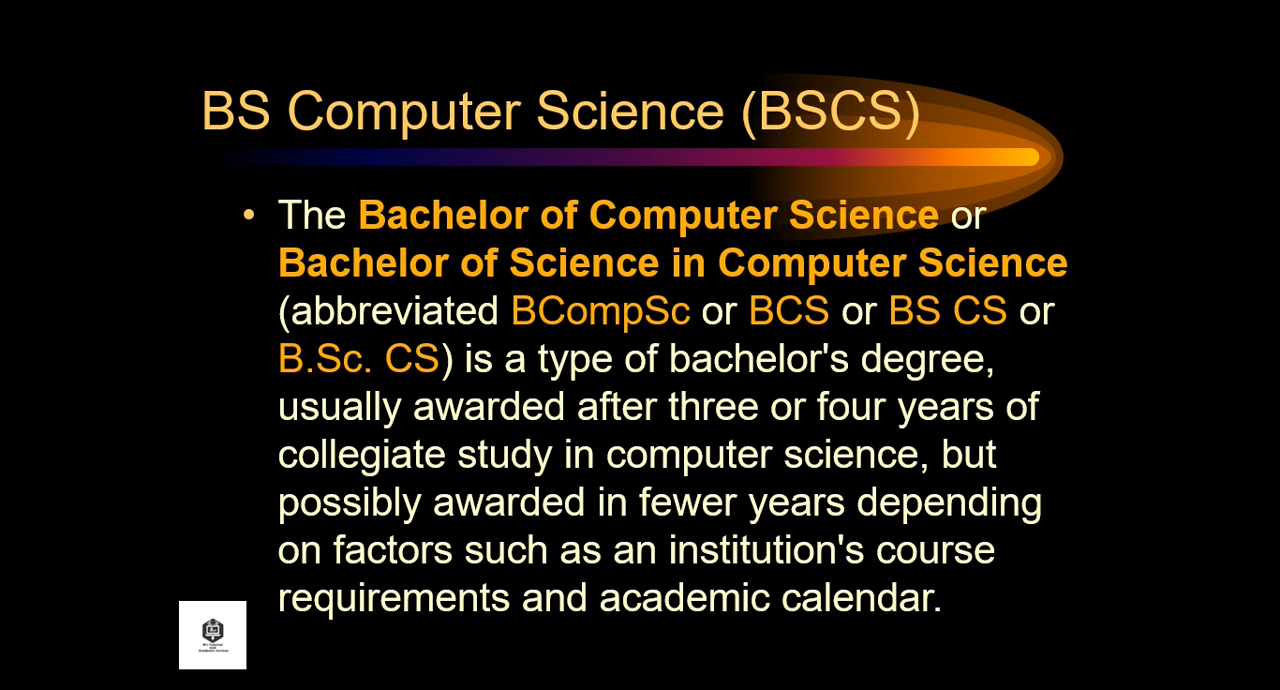 BS Computer Science (BSCS)
• The Bachelor of Computer Science or
Bachelor of Science in Computer Science
(abbreviated BCompSc or BCS or BS CS or
B.Sc. CS) is a type of bachelor's degree,
usually awarded after three or four years of
collegiate study in computer science, but
possibly awarded in fewer years depending
on factors such as an institution's course
requirements and academic calendar.